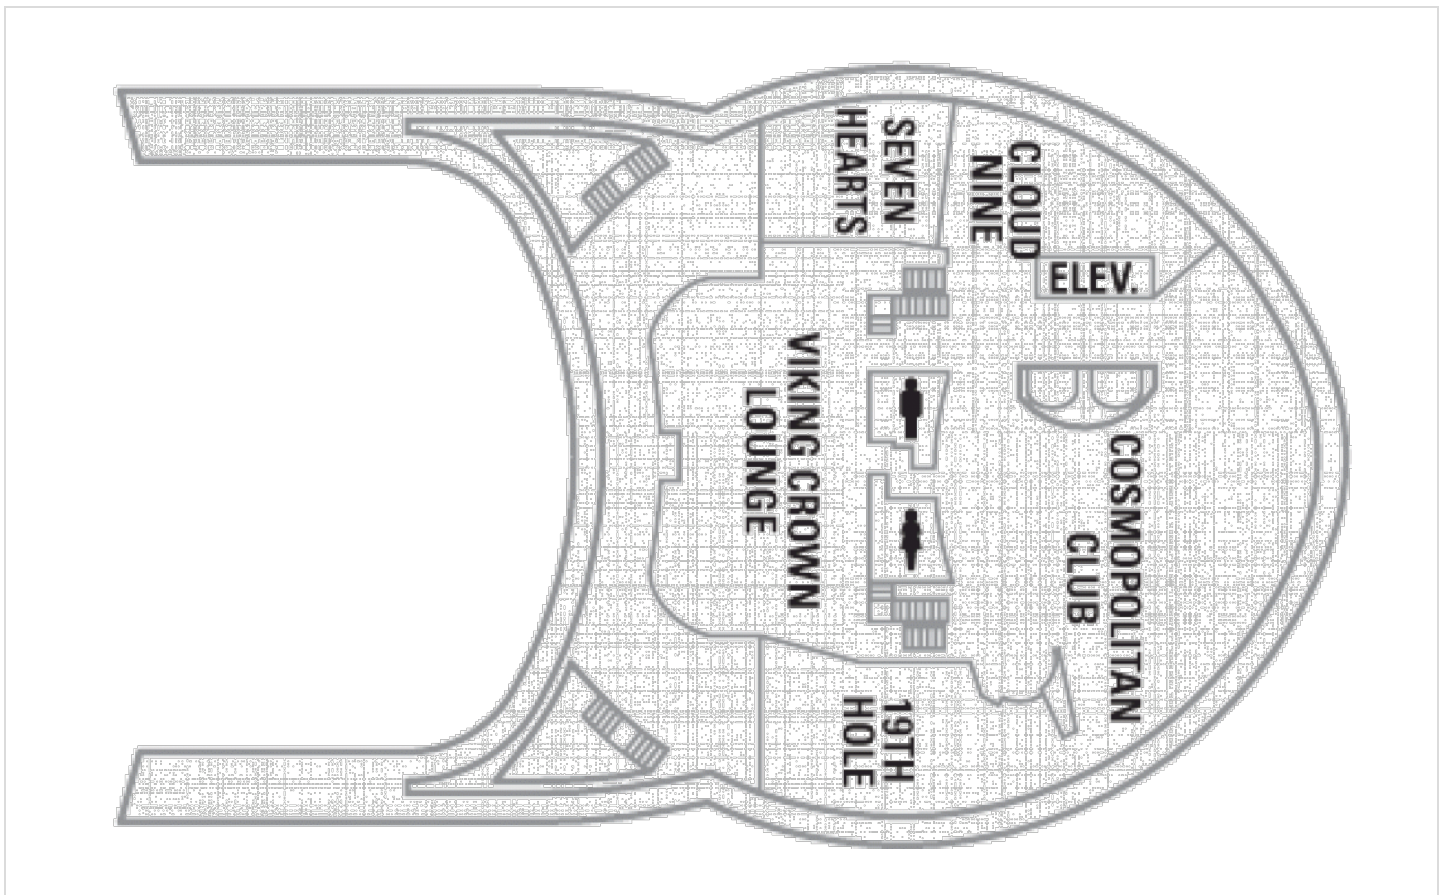 SEVEN
HEARTS
CLOUD
NINE
ELEV.
VIKING CROWN
LOUNGE
COSMOPOLITAN
CLUB
19TH
HOLE